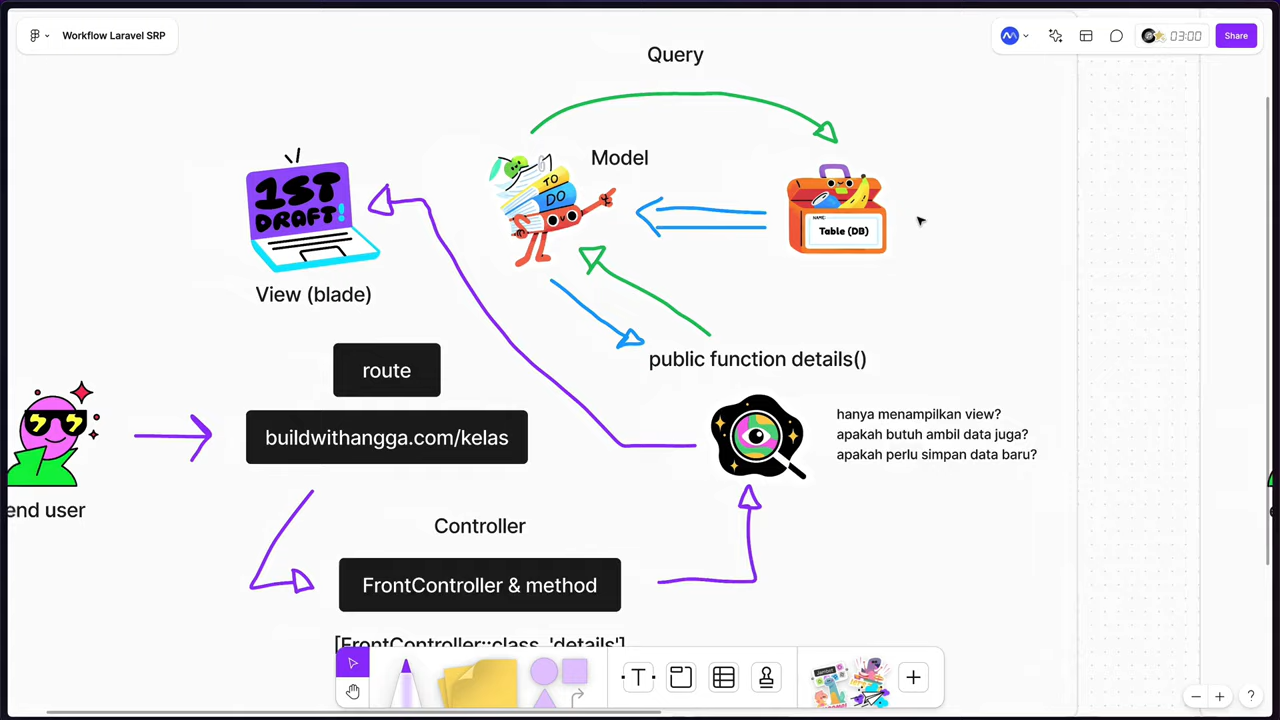 Workflow Laravel SRP
03:00
Share
Query
Model
1ST
DRAFT!
TO
DO
NAME:
Table (DB)
View (blade)
public function details()
route
buildwithangga.com/kelas
hanya menampilkan view?
apakah butuh ambil data juga?
apakah perlu simpan data baru?
end user
Controller
FrontController & method
[FrontController::class, 'details']
T
?